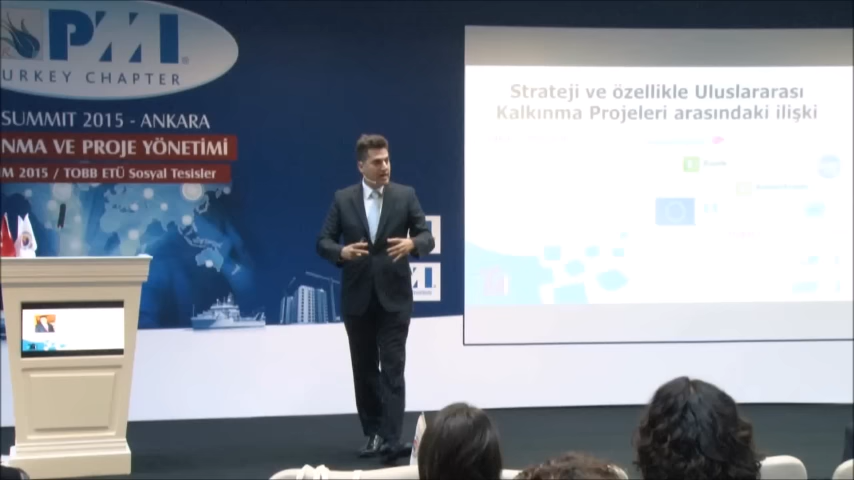 PMI
TURKEY CHAPTER
SUMMIT 2015 - ANKARA
NMA VE PROJE YÖNETİMİ
M 2015 / TOBB ETÜ Sosyal Tesisler
Strateji ve özellikle Uluslararası
Kalkınma Projeleri arasındaki ilişki